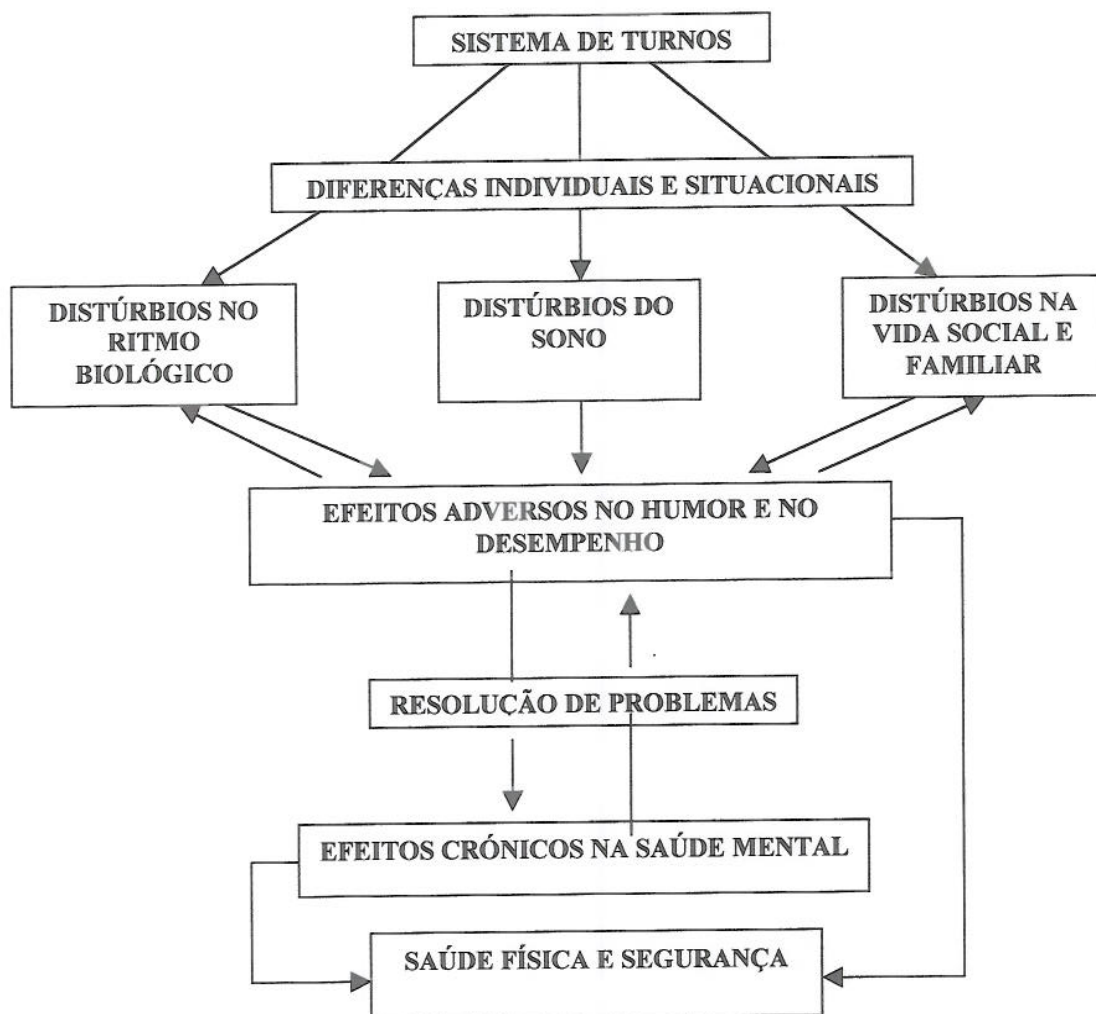 SISTEMA DE TURNOS
DIFERENÇAS INDIVIDUAIS E SITUACIONAIS
DISTÚRBIOS NO
RITMO
BIOLÓGICO
DISTÚRBIOS DO
SONO
DISTÚRBIOS NA
VIDA SOCIAL E
FAMILIAR
EFEITOS ADVERSOS NO HUMOR E NO
DESEMPENHO
RESOLUÇÃO DE PROBLEMAS
EFEITOS CRÓNICOS NA SAÚDE MENTAL
SAÚDE FÍSICA E SEGURANÇA